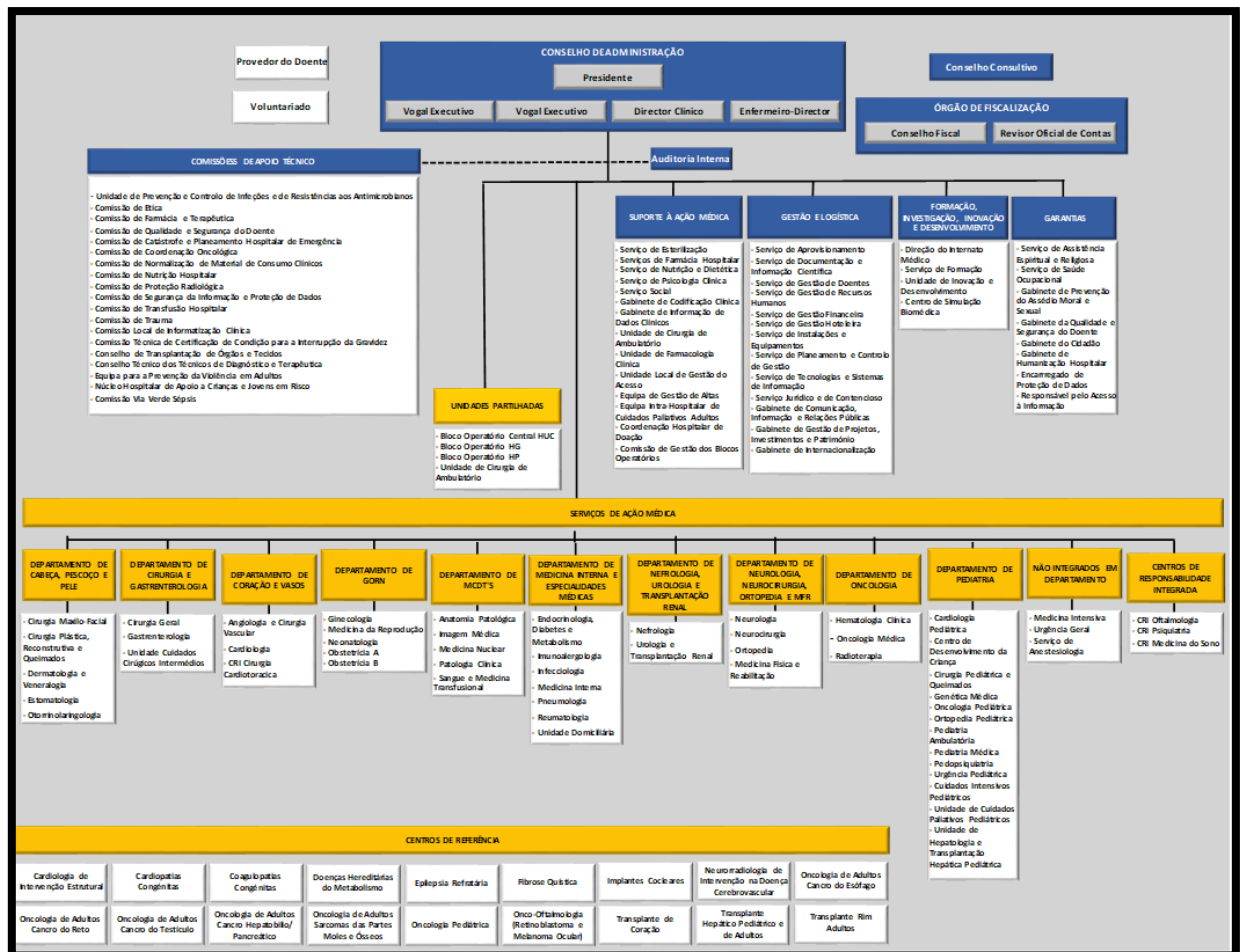 Provedor do Doente
Voluntariado
CONSELHO DE ADMINISTRAÇÃO
Presidente
Vogal Executivo
Vogal Executivo
Director Clínico
Enfermeiro-Director
Conselho Consultivo
ÓRGÃO DE FISCALIZAÇÃO
Conselho Fiscal
Revisor Oficial de Contas
COMISSÕESS DE APOIO TÉCNICO
- Unidade de Prevenção e Controlo de Infeções e de Resistências aos Antimicrobianos
- Comissão de Etica
- Comissão de Farmácia e Terapêutica
- Comissão de Qualidade e Segurança do Doente
- Comissão de Catástrofe e Planeamento Hospitalar de Emergência
- Comissão de Coordenação Oncológica
- Comissão de Normalização de Material de Consumo Clínicos
- Comissão de Nutrição Hospitalar
- Comissão de Proteção Radiológica
- Comissão de Segurança da Informação e Proteção de Dados
- Comissão de Transfusão Hospitalar
- Comissão de Trauma
- Comissão Local de Informatização Clínica
- Comissão Técnica de Certificação de Condição para a Interrupção da Gravidez
- Conselho de Transplantação de Órgãos e Tecidos
- Conselho Técnico dos Técnicos de Diagnóstico e Terapêutica
- Equipa para a Prevenção da Violência em Adultos
- Núcleo Hospitalar de Apoio a Crianças e Jovens em Risco
- Comissão Via Verde Sépsis
Auditoria Interna
UNIDADES PARTILHADAS
- Bloco Operatório Central HUC
- Bloco Operatório HG
- Bloco Operatório HP
- Unidade de Cirurgia de
Ambulatório
SUPORTE À AÇÃO MÉDICA
- Serviço de Esterilização
- Serviços de Farmácia Hospitalar
- Serviço de Nutrição e Dietética
- Serviço de Psicologia Clínica
- Serviço Social
- Gabinete de Codificação Clínica
- Gabinete de Informação de
Dados Clínicos
- Unidade de Cirurgia de
Ambulatório
- Unidade de Farmacologia
Clínica
- Unidade Local de Gestão do
Acesso
- Equipa de Gestão de Altas
- Equipa Intra-Hospitalar de
Cuidados Paliativos Adultos
- Coordenação Hospitalar de
Doação
- Comissão de Gestão dos Blocos
Operatórios
GESTÃO E LOGÍSTICA
- Serviço de Aprovisionamento
- Serviço de Documentação e
Informação Científica
- Serviço de Gestão de Doentes
- Serviço de Gestão de Recursos
Humanos
- Serviço de Gestão Financeira
- Serviço de Gestão Hoteleira
- Serviço de Instalações e
Equipamentos
- Serviço de Planeamento e Controlo
de Gestão
- Serviço de Tecnologias e Sistemas
de Informação
- Serviço Jurídico e de Contencioso
- Gabinete de Comunicação,
Informação e Relações Públicas
- Gabinete de Gestão de Projetos,
Investimentos e Património
- Gabinete de Internacionalização
FORMAÇÃO,
INVESTIGAÇÃO, INOVAÇÃO
E DESENVOLVIMENTO
- Direção do Internato
Médico
- Serviço de Formação
- Unidade de Inovação e
Desenvolvimento
- Centro de Simulação
Biomédica
GARANTIAS
- Serviço de Assistência
Espiritual e Religiosa
- Serviço de Saúde
Ocupacional
- Gabinete de Prevenção
do Assédio Moral e
Sexual
- Gabinete da Qualidade e
Segurança do Doente
- Gabinete do Cidadão
- Gabinete de
Humanização Hospitalar
- Encarrregado de
Proteção de Dados
- Responsável pelo Acesso
à Informação
SERVIÇOS DE AÇÃO MÉDICA
DEPARTAMENTO DE
CABEÇA, PESCOÇO E
PELE
- Cirurgia Maxilo-Facial
- Cirurgia Plástica,
Reconstrutiva e
Queimados
- Dermatologia e
Veneralogia
- Estomatologia
- Otorrinolaringologia
DEPARTAMENTO DE
CIRURGIA E
GASTRENTEROLOGIA
- Cirurgia Geral
- Gastrenterologia
- Unidade Cuidados
Cirúgicos Intermédios
DEPARTAMENTO DE
CORAÇÃO E VASOS
- Angiologia e Cirurgia
Vascular
- Cardiologia
- CRI Cirurgia
Cardiotoracica
DEPARTAMENTO DE
GORN
- Ginecologia
- Medicina da Reprodução
- Neonatologia
- Obstetrícia A
- Obstetrícia B
DEPARTAMENTO DE
MCDT'S
- Anatomia Patológica
- Imagem Médica
- Medicina Nuclear
- Patologia Clínica
- Sangue e Medicina
Transfusional
DEPARTAMENTO DE
MEDICINA INTERNA E
ESPECIALIDADES
MÉDICAS
- Endocrinologia,
Diabetes e
Metabolismo
- Imunoalergologia
- Infecciologia
- Medicina Interna
- Pneumologia
- Reumatologia
- Unidade Domiciliária
DEPARTAMENTO DE
NEFROLOGIA,
UROLOGIA E
TRANSPLANTAÇÃO
RENAL
- Nefrologia
- Urologia e
Transplantação Renal
DEPARTAMENTO DE
NEUROLOGIA,
NEUROCIRURGIA,
ORTOPEDIA E MFR
- Neurologia
- Neurocirurgia
- Ortopedia
- Medicina Física e
Reabilitação
DEPARTAMENTO DE
ONCOLOGIA
- Hematologia Clínica
- Oncologia Médica
- Radioterapia
DEPARTAMENTO DE
PEDIATRIA
- Cardiologia
Pediátrica
- Centro de
Desenvolvimento da
Criança
- Cirurgia Pediátrica e
Queimados
- Genética Médica
- Oncologia Pediátrica
- Ortopedia Pediátrica
- Pediatria
Ambulatória
- Pediatria Médica
- Pedopsiquiatria
- Urgência Pediátrica
- Cuidados Intensivos
Pediátricos
- Unidade de Cuidados
Paliativos Pediátricos
- Unidade de
Hepatologia e
Transplantação
Hepática Pediátrica
NÃO INTEGRADOS EM
DEPARTAMENTO
- Medicina Intensiva
- Urgência Geral
- Serviço de
Anestesiologia
CENTROS DE
RESPONSABILIDADE
INTEGRADA
- CRI Oftalmologia
- CRI Psiquiatria
- CRI Medicina do Sono
CENTROS DE REFERÊNCIA
Cardiologia de
Intervenção Estrutural
Cardiopatias
Congénitas
Coagulopatias
Congénitas
Doenças Hereditárias
do Metabolismo
Epilepsia Refratária
Fibrose Quística
Implantes Cocleares
Neurorradiologia de
Intervenção na Doença
Cerebrovascular
Oncologia de Adultos
Cancro do Esófago
Oncologia de Adultos
Cancro do Reto
Oncologia de Adultos
Cancro do Testículo
Oncologia de Adultos
Cancro Hepatobilio/
Pancreático
Oncologia de Adultos
Sarcomas das Partes
Moles e Ósseos
Oncologia Pediátrica
Onco-Oftalmologia
(Retinoblastoma e
Melanoma Ocular)
Transplante de
Coração
Transplante
Hepático Pediátrico e
de Adultos
Transplante Rim
Adultos